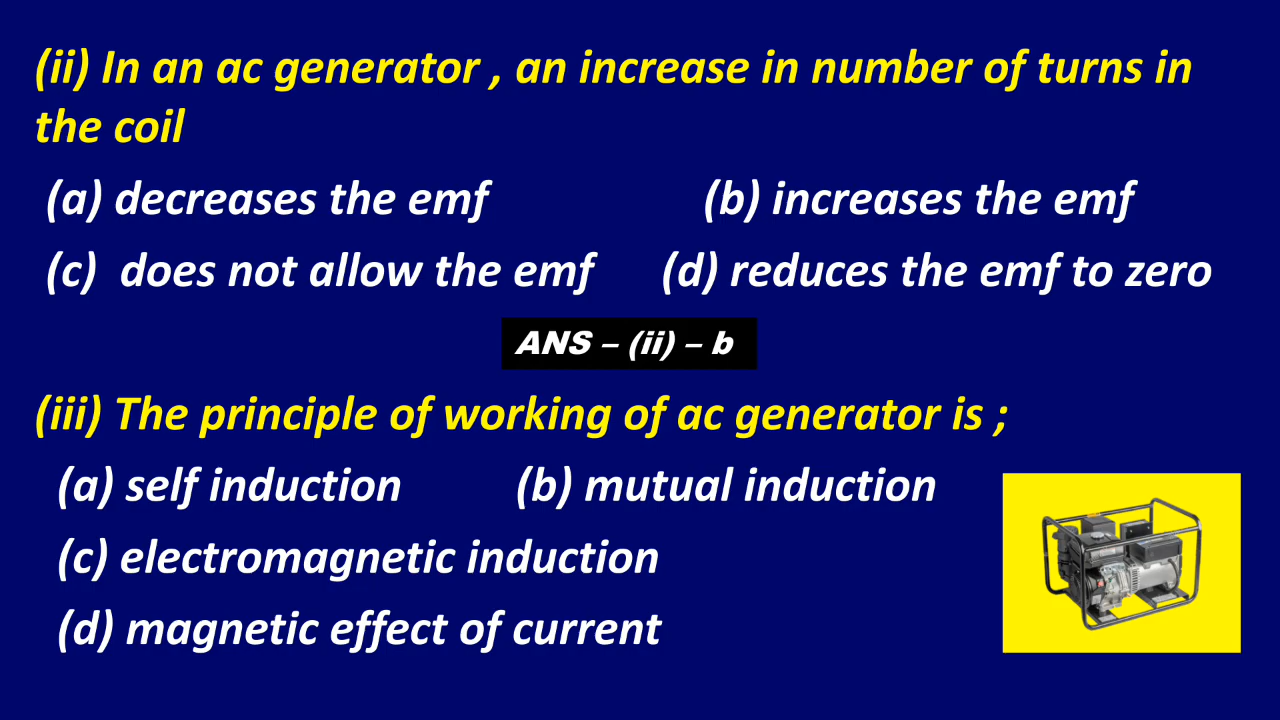 (ii) In an ac generator , an increase in number of turns in
the coil
(a) decreases the emf (b) increases the emf
(c) does not allow the emf (d) reduces the emf to zero
ANS – (ii) – b
(iii) The principle of working of ac generator is ;
(a) self induction (b) mutual induction
(c) electromagnetic induction
(d) magnetic effect of current